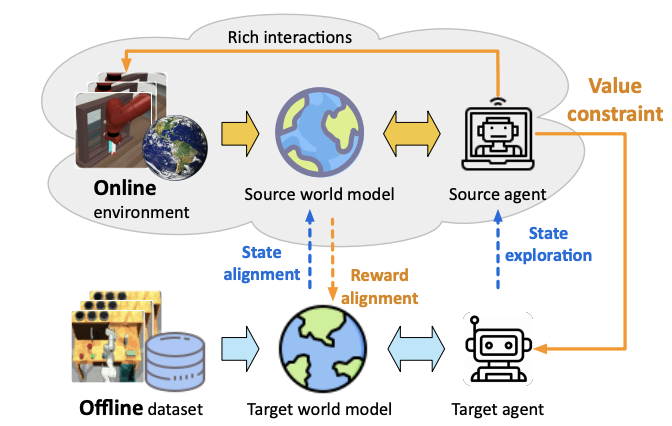 Rich interactions
Value
constraint
Online
environment
Source world model
Source agent
State
alignment
Reward
alignment
State
exploration
Offline dataset
Target world model
Target agent